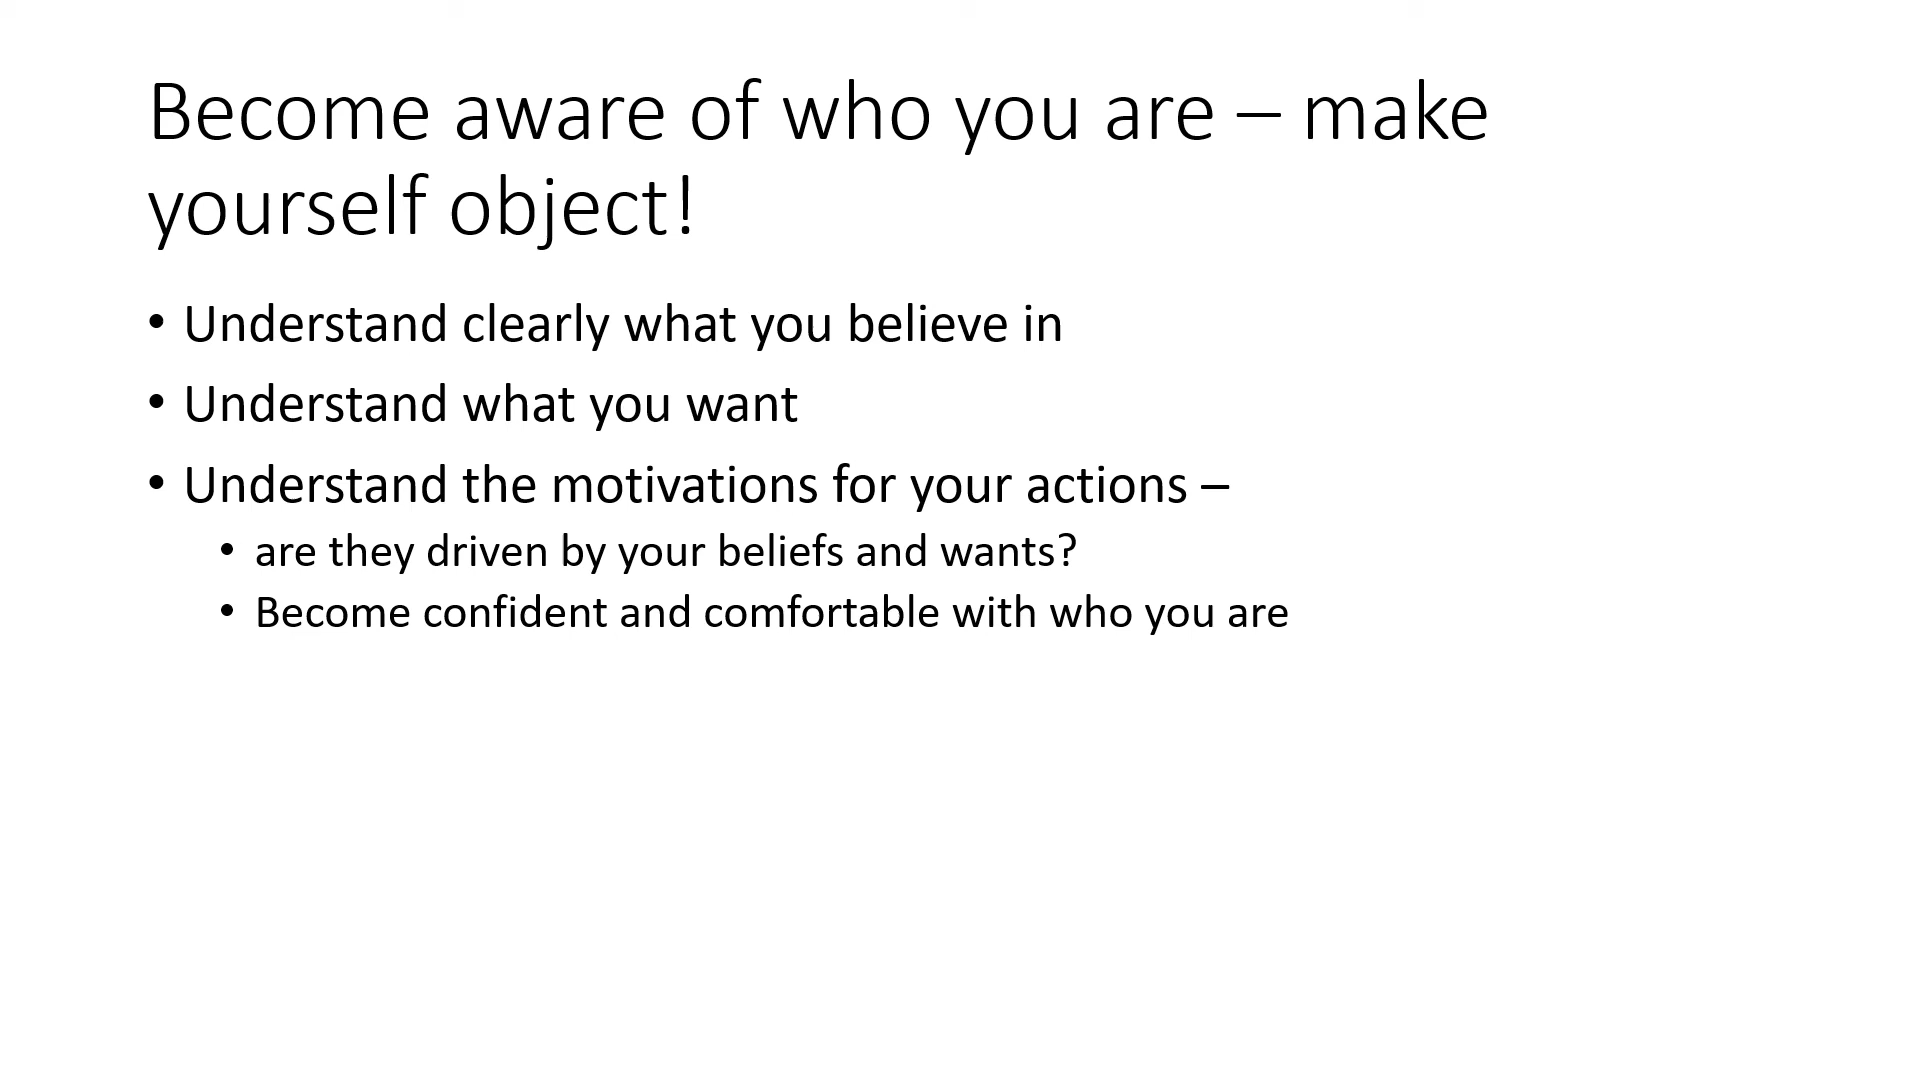 Become aware of who you are – make
yourself object!
• Understand clearly what you believe in
• Understand what you want
• Understand the motivations for your actions –
• are they driven by your beliefs and wants?
• Become confident and comfortable with who you are